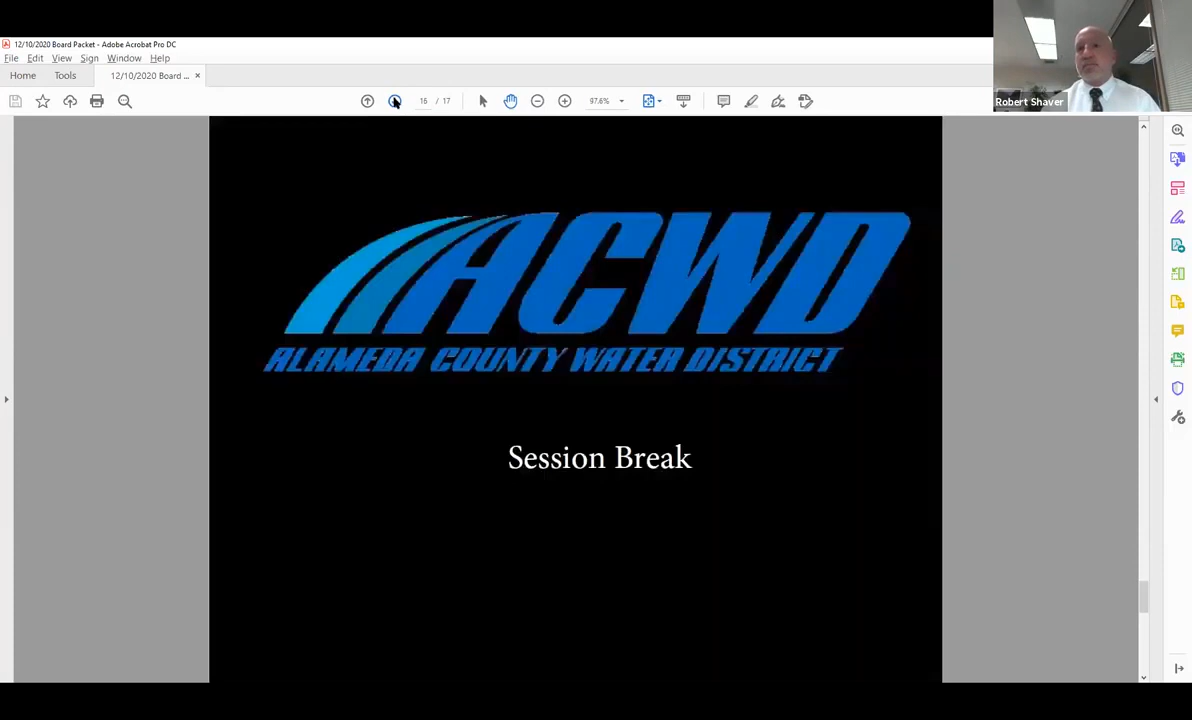 12/10/2020 Board Packet - Adobe Acrobat Pro DC
File Edit View Sign Window Help
Home Tools 12/10/2020 Board ... ×
16 / 17 97.6%
Robert Shaver
ACWD
ALAMEDA COUNTY WATER DISTRICT
Session Break